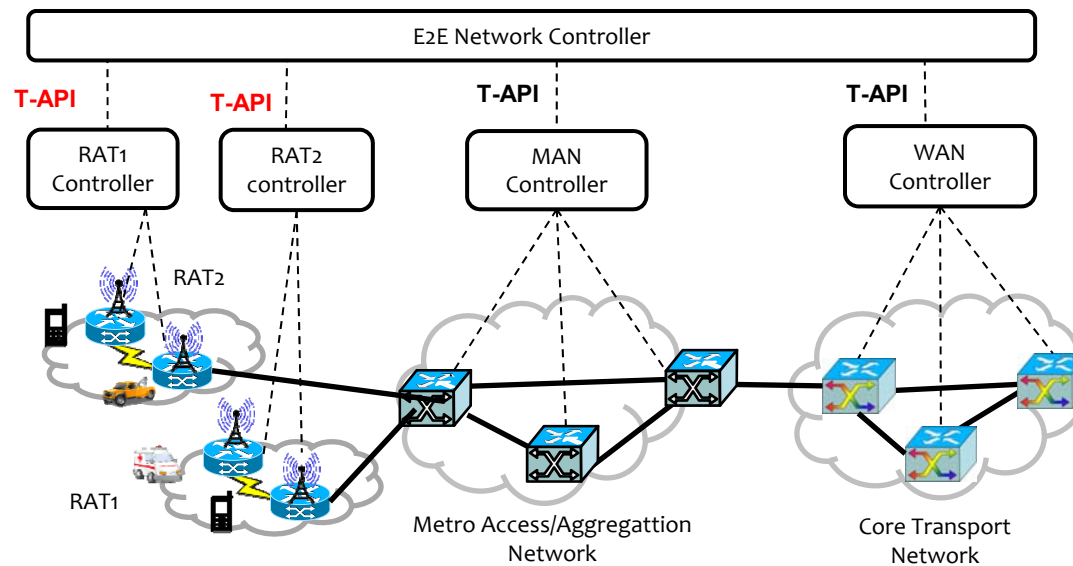 E2E Network Controller
T-API
T-API
T-API
T-API
RAT1
Controller
RAT2
controller
MAN
Controller
WAN
Controller
RAT2
RAT1
Metro Access/Aggregattion
Network
Core Transport
Network